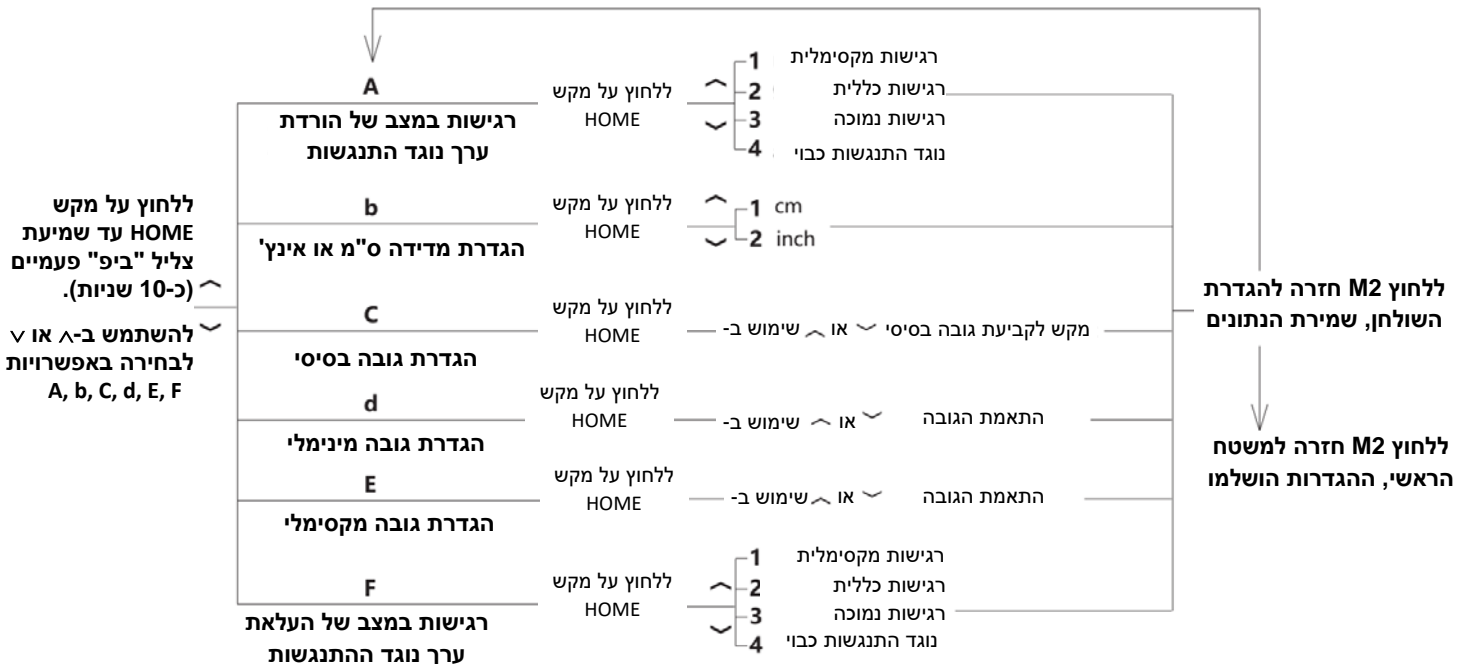 ללחוץ על מקש
HOME עד שמיעת
צליל "ביפ" פעמיים
(כ-10 שניות).
להשתמש ב-∧ או ∨
לבחירה באפשרויות
A, b, C, d, E, F
A
רגישות במצב של הורדת
ערך נוגד התנגשות
ללחוץ על מקש
HOME
1 רגישות מקסימלית
2 רגישות כללית
3 רגישות נמוכה
4 נוגד התנגשות כבוי
b
הגדרת מדידה ס"מ או אינץ'
ללחוץ על מקש
HOME
1 cm
2 inch
C
הגדרת גובה בסיסי
ללחוץ על מקש
HOME
שימוש ב- ︿ או ﹀ מקש לקביעת גובה בסיסי
d
הגדרת גובה מינימלי
ללחוץ על מקש
HOME
שימוש ב- ︿ או ﹀ התאמת הגובה
E
הגדרת גובה מקסימלי
ללחוץ על מקש
HOME
שימוש ב- ︿ או ﹀ התאמת הגובה
F
רגישות במצב של העלאת
ערך נוגד ההתנגשות
ללחוץ על מקש
HOME
1 רגישות מקסימלית
2 רגישות כללית
3 רגישות נמוכה
4 נוגד התנגשות כבוי
ללחוץ M2 חזרה להגדרת
השולחן, שמירת הנתונים
ללחוץ M2 חזרה למשטח
הראשי, ההגדרות הושלמו